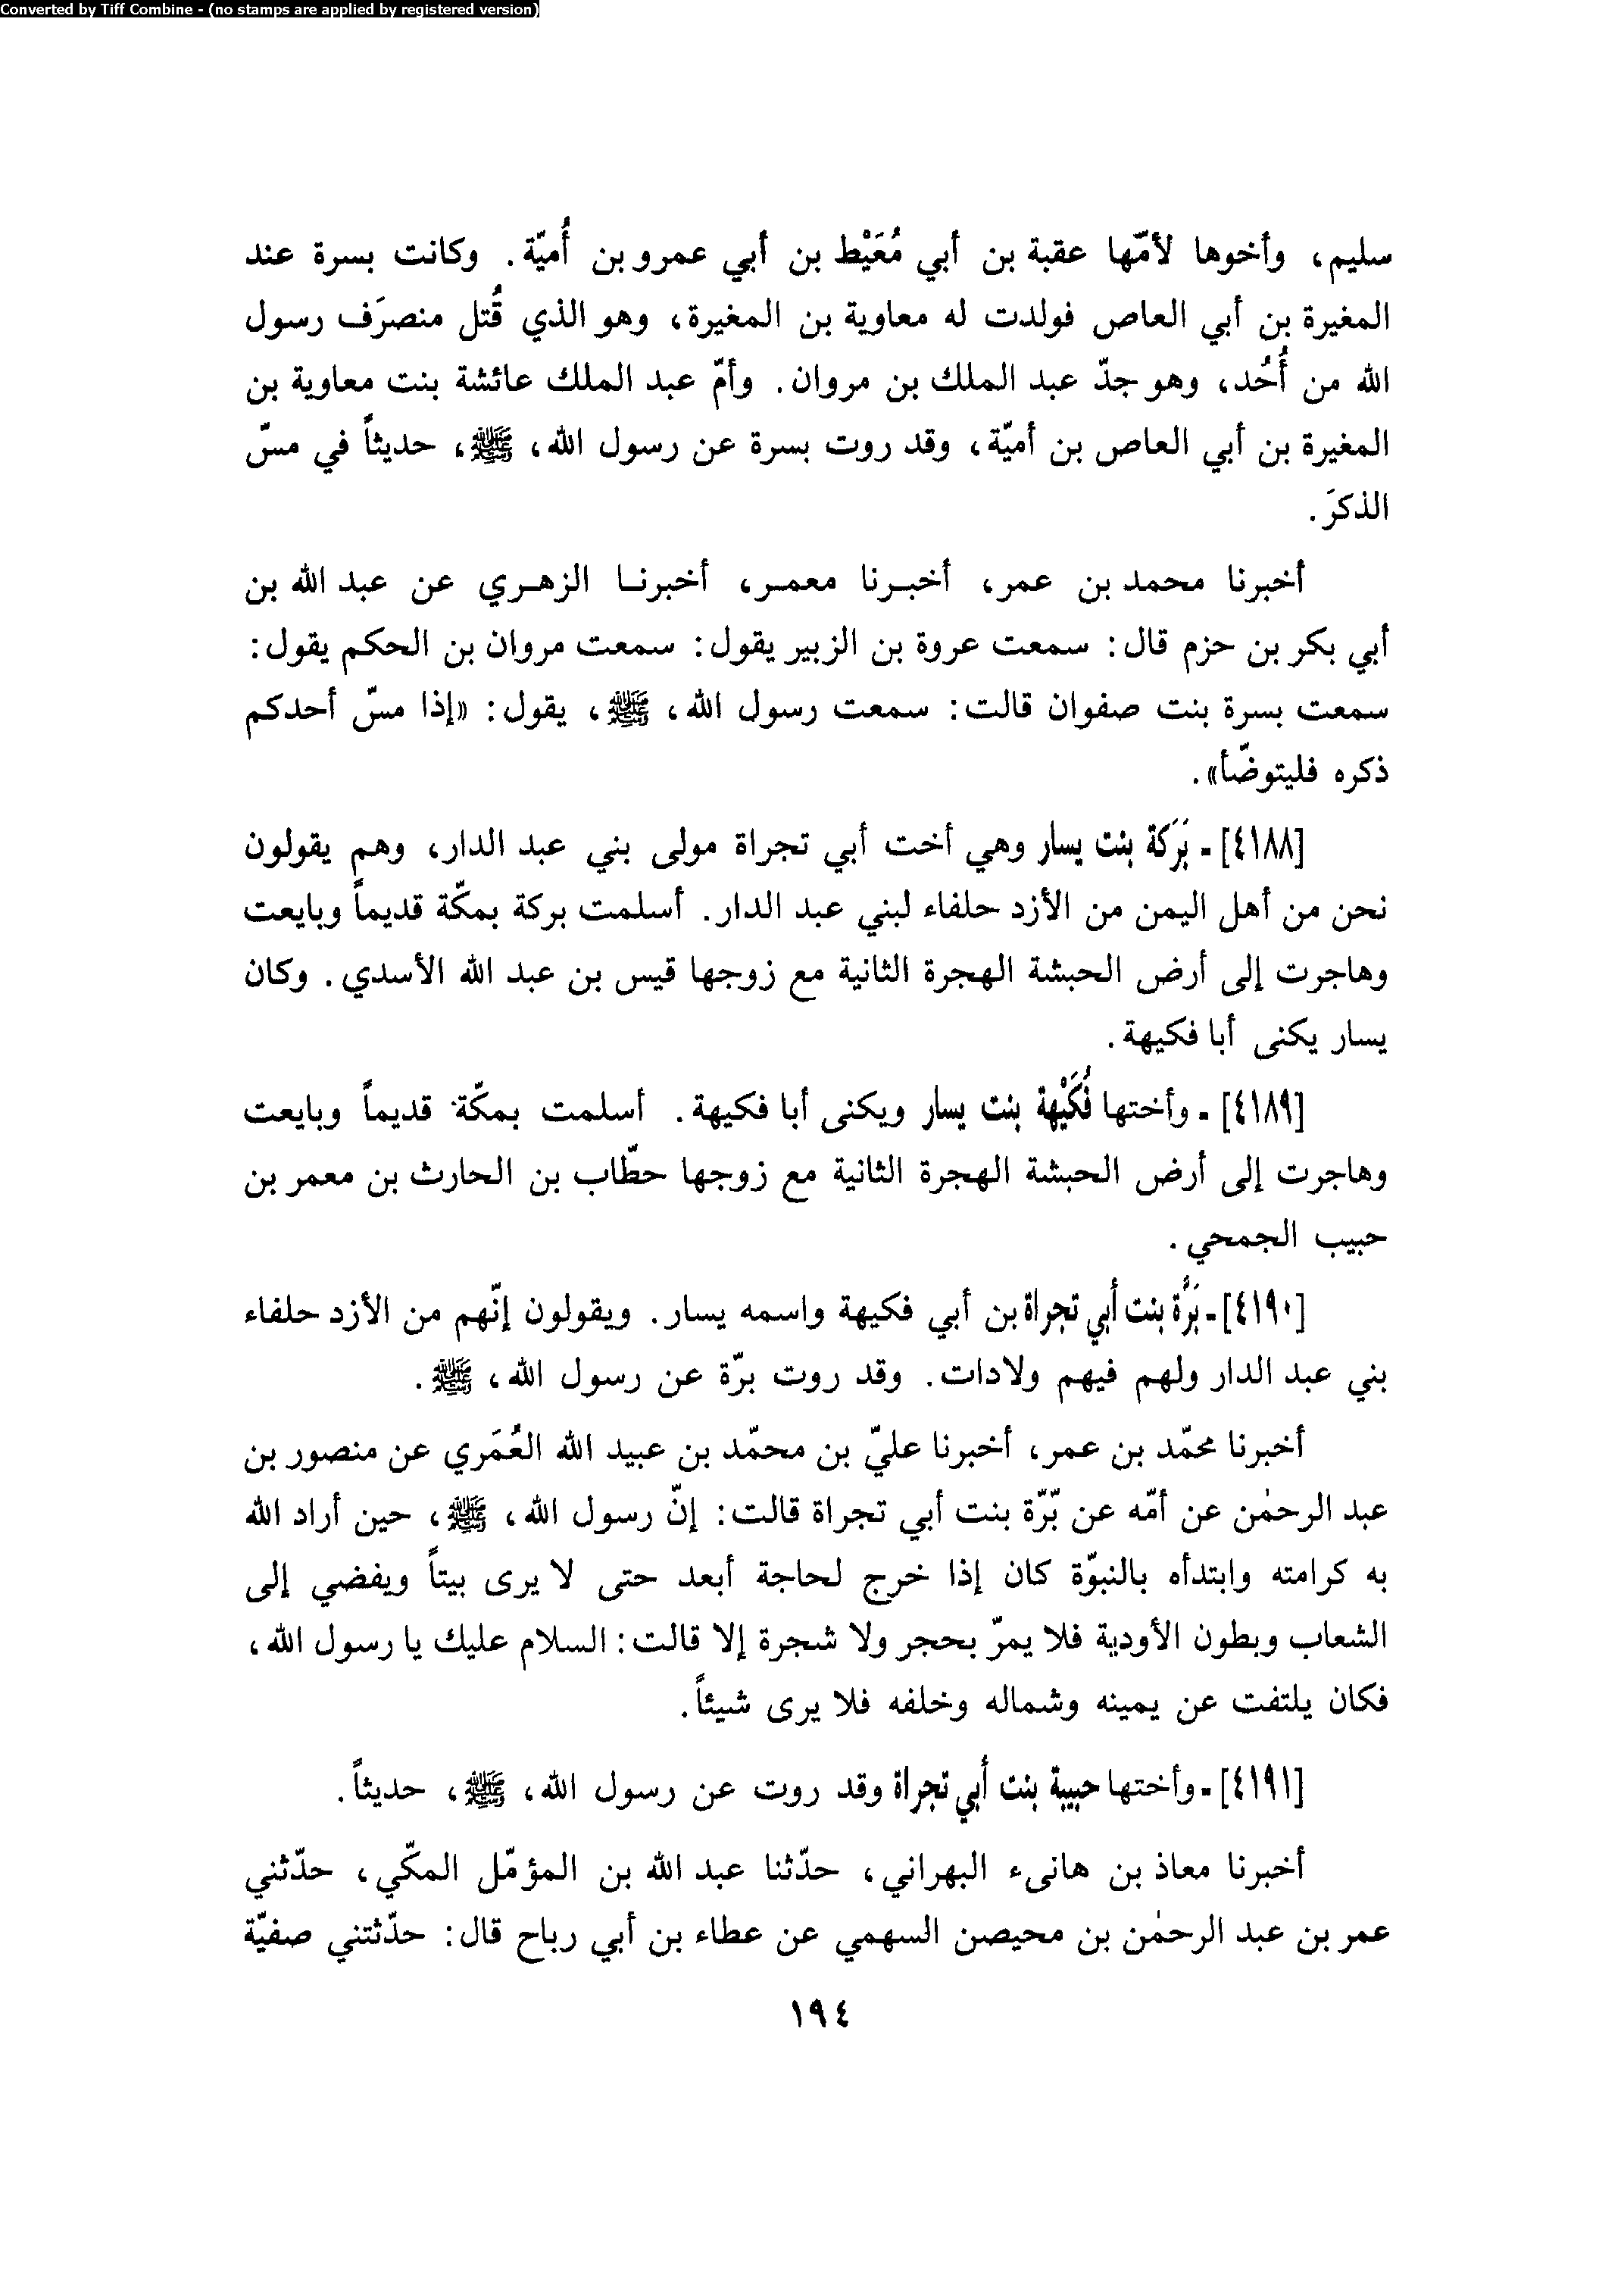 Converted by Tiff Combine - (no stamps are applied by registered version)
سليم، وأخوها لأمّها عقبة بن أبي مُعَيْط بن أبي عمرو بن أُميّة. وكانت بسرة عند
المغيرة بن أبي العاص فولدت له معاوية بن المغيرة، وهو الذي قُتل منصرَف رسول
الله من أُحُد، وهو جدّ عبد الملك بن مروان. وأمّ عبد الملك عائشة بنت معاوية بن
المغيرة بن أبي العاص بن أميّة، وقد روت بسرة عن رسول الله، ﷺ، حديثاً في مسّ
الذكَر.
أخبرنا محمد بن عمر، أخبرنا معمر، أخبرنا الزهري عن عبد الله بن
أبي بكر بن حزم قال: سمعت عروة بن الزبير يقول: سمعت مروان بن الحكم يقول:
سمعت بسرة بنت صفوان قالت: سمعت رسول الله، ﷺ، يقول: «إذا مسّ أحدكم
ذكره فليتوضّأ».
[٤١٨٨] - بَرَكة بنت يسار وهي أخت أبي تجراة مولى بني عبد الدار، وهم يقولون
نحن من أهل اليمن من الأزد حلفاء لبني عبد الدار. أسلمت بركة بمكّة قديماً وبايعت
وهاجرت إلى أرض الحبشة الهجرة الثانية مع زوجها قيس بن عبد الله الأسدي. وكان
يسار يكنى أبا فكيهة.
[٤١٨٩] - وأختها فُكَيْهة بنت يسار ويكنى أبا فكيهة. أسلمت بمكّة قديماً وبايعت
وهاجرت إلى أرض الحبشة الهجرة الثانية مع زوجها حطّاب بن الحارث بن معمر بن
حبيب الجمحي.
[٤١٩٠] - بَرَّة بنت أبي تجراة بن أبي فكيهة واسمه يسار. ويقولون إنّهم من الأزد حلفاء
بني عبد الدار ولهم فيهم ولادات. وقد روت برّة عن رسول الله، ﷺ.
أخبرنا محمّد بن عمر، أخبرنا عليّ بن محمّد بن عبيد الله العُمَري عن منصور بن
عبد الرحمٰن عن أمّه عن بّرّة بنت أبي تجراة قالت: إنّ رسول الله، ﷺ، حين أراد الله
به كرامته وابتدأه بالنبوّة كان إذا خرج لحاجة أبعد حتى لا يرى بيتاً ويفضي إلى
الشعاب وبطون الأودية فلا يمرّ بحجر ولا شجرة إلا قالت: السلام عليك يا رسول الله،
فكان يلتفت عن يمينه وشماله وخلفه فلا يرى شيئاً.
[٤١٩١] - وأختها حبيبة بنت أبي تجراة وقد روت عن رسول الله، ﷺ، حديثاً.
أخبرنا معاذ بن هانىء البهراني، حدّثنا عبد الله بن المؤمّل المكّي، حدّثني
عمر بن عبد الرحمٰن بن محيصن السهمي عن عطاء بن أبي رباح قال: حدّثتني صفيّة
١٩٤